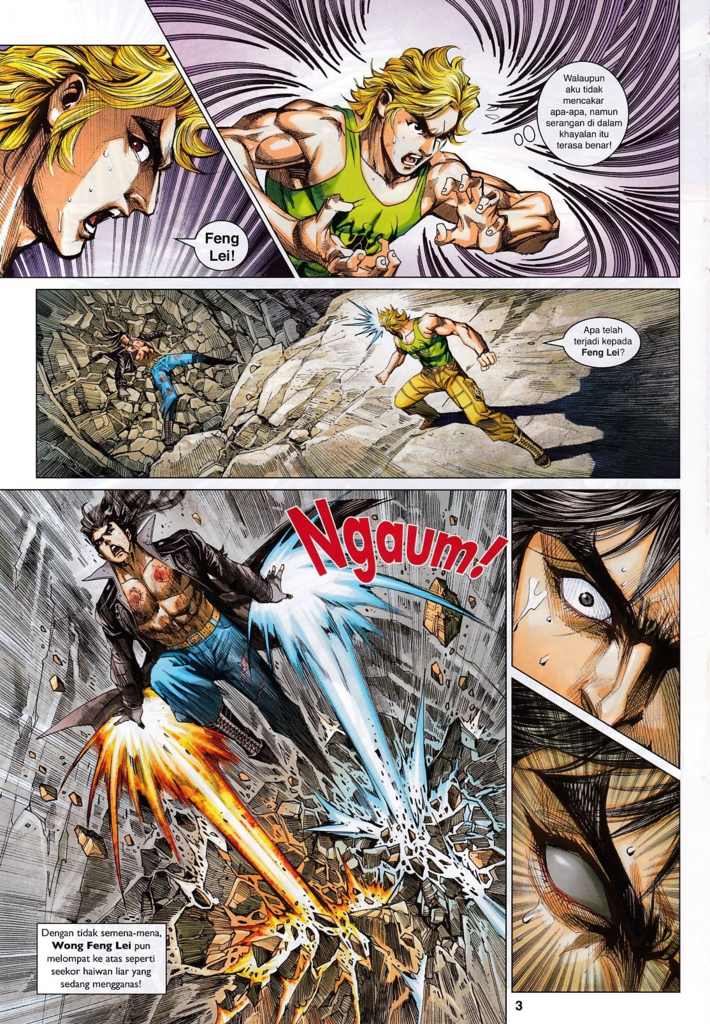 Feng
Lei!
Walaupun
aku tidak
mencakar
apa-apa, namun
serangan di dalam
khayalan itu
terasa benar!
Apa telah
terjadi kepada
Feng Lei?
Ngaum!
Dengan tidak semena-mena,
Wong Feng Lei pun
melompat ke atas seperti
seekor haiwan liar yang
sedang mengganas!
3